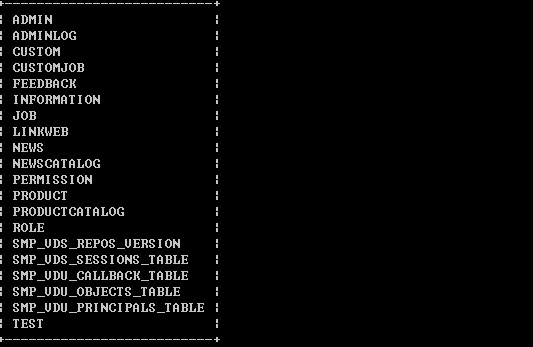 ADMIN
ADMINLOG
CUSTOM
CUSTOMJOB
FEEDBACK
INFORMATION
JOB
LINKWEB
NEWS
NEWSCATALOG
PERMISSION
PRODUCT
PRODUCTCATALOG
ROLE
SMP_VDS_REPOS_VERSION
SMP_VDS_SESSIONS_TABLE
SMP_VDU_CALLBACK_TABLE
SMP_VDU_OBJECTS_TABLE
SMP_VDU_PRINCIPALS_TABLE
TEST